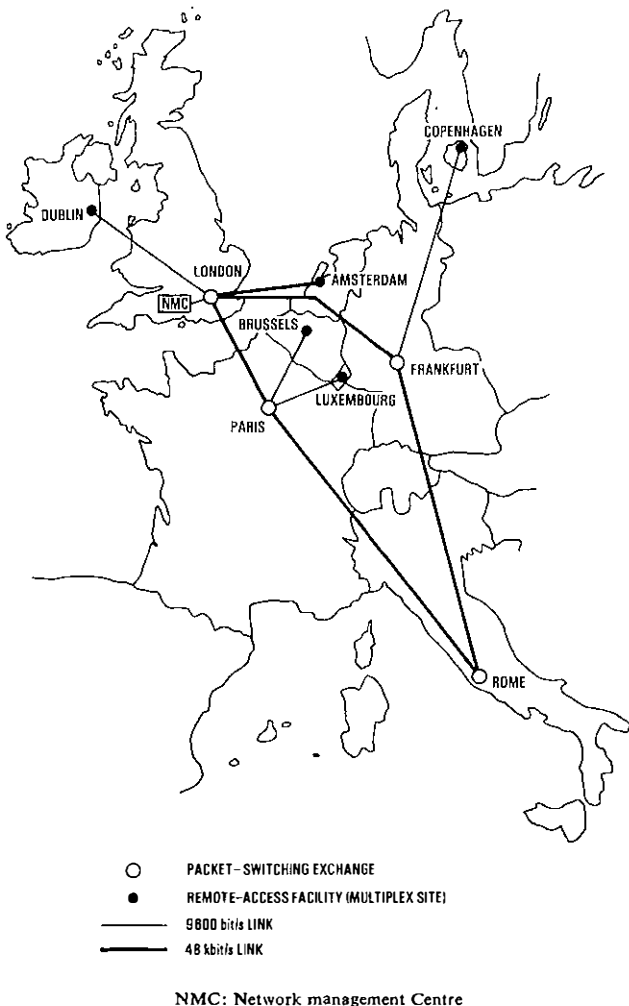 COPENHAGEN
DUBLIN
LONDON
AMSTERDAM
NMC
BRUSSELS
FRANKFURT
LUXEMBOURG
PARIS
ROME
PACKET-SWITCHING EXCHANGE
REMOTE-ACCESS FACILITY (MULTIPLEX SITE)
9600 bit/s LINK
48 kbit/s LINK
NMC: Network management Centre